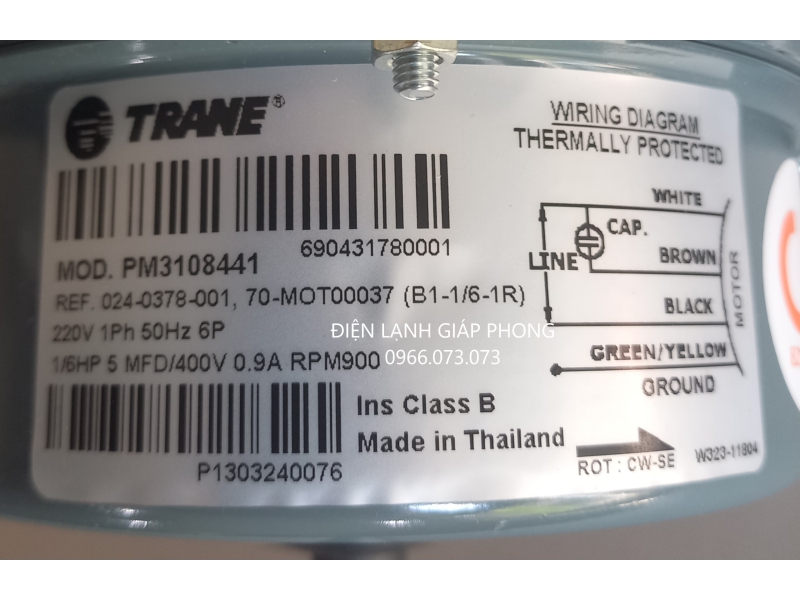 TRANE®
690431780001
MOD. PM3108441
REF. 024-0378-001, 70-MOT00037 (B1-1/6-1R)
220V 1Ph 50Hz 6P
1/6HP 5 MFD/400V 0.9A RPM900
Ins Class B
Made in Thailand
P1303240076
WIRING DIAGRAM
THERMALLY PROTECTED
WHITE
CAP.
LINE
BROWN
MOTOR
BLACK
GREEN/YELLOW
GROUND
ROT : CW-SE
W323-11804
ĐIỆN LẠNH GIÁP PHONG
0966.073.073